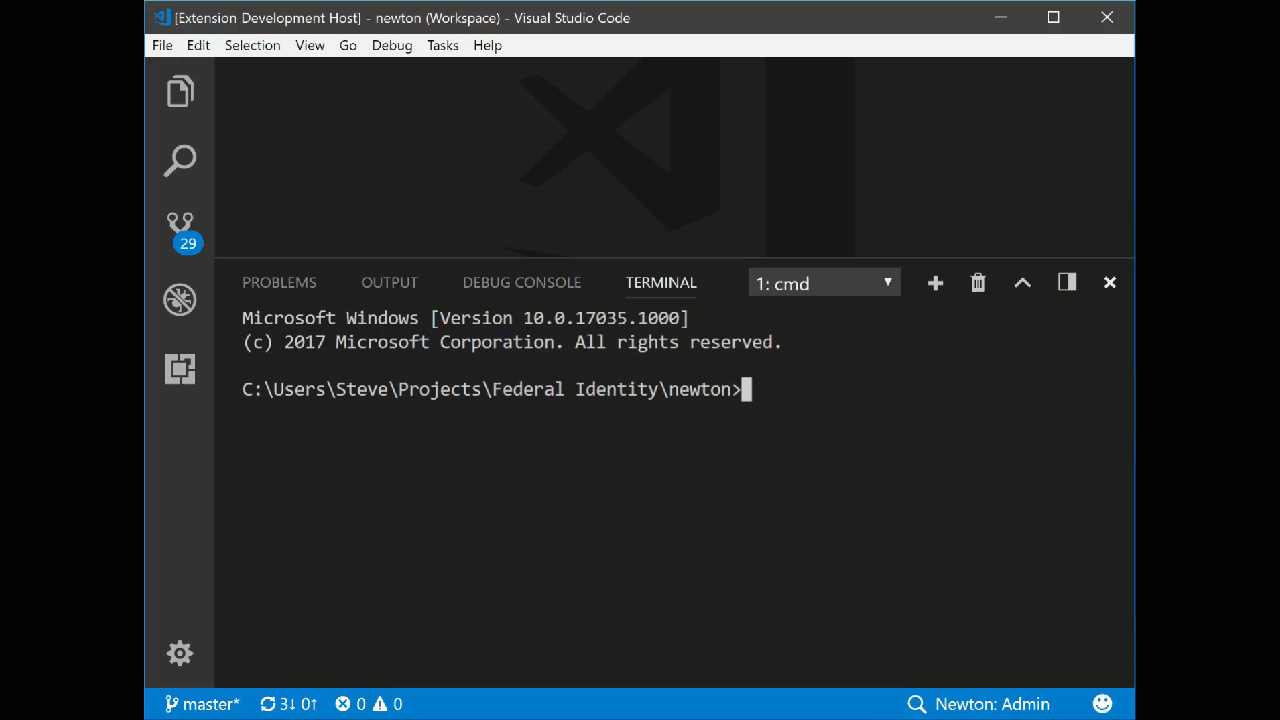 [Extension Development Host] - newton (Workspace) - Visual Studio Code
File Edit Selection View Go Debug Tasks Help
29
PROBLEMS OUTPUT DEBUG CONSOLE TERMINAL 1: cmd
Microsoft Windows [Version 10.0.17035.1000]
(c) 2017 Microsoft Corporation. All rights reserved.
C:\Users\Steve\Projects\Federal Identity\newton>
master* 3↓ 0↑ 0 0 Newton: Admin